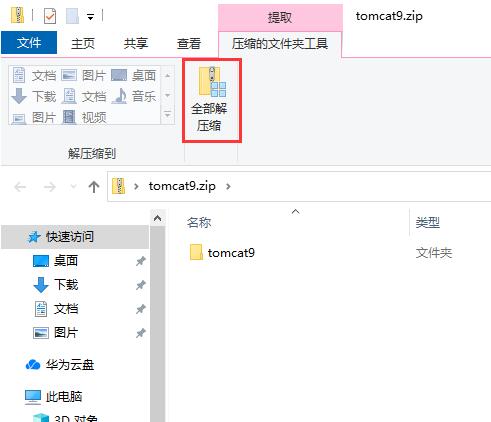 提取
tomcat9.zip
文件 主页 共享 查看 压缩的文件夹工具
文档 图片 桌面
下载 文档 音乐
图片 视频
全部解
压缩
解压缩到
tomcat9.zip
名称 类型
快速访问
tomcat9 文件夹
桌面
下载
文档
图片
华为云盘
此电脑
3D 对象